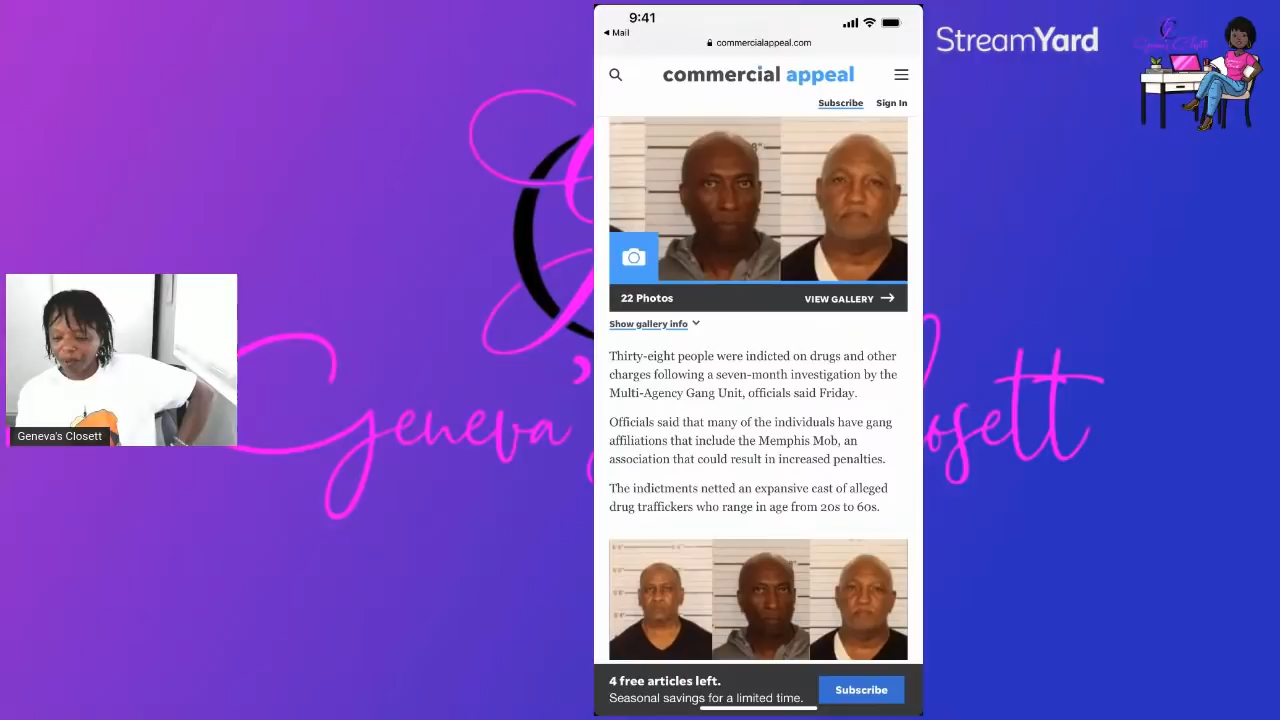 9:41
Mail
commercialappeal.com
commercial appeal
Subscribe
Sign In
22 Photos
VIEW GALLERY
Show gallery info
Thirty-eight people were indicted on drugs and other
charges following a seven-month investigation by the
Multi-Agency Gang Unit, officials said Friday.
Officials said that many of the individuals have gang
affiliations that include the Memphis Mob, an
association that could result in increased penalties.
The indictments netted an expansive cast of alleged
drug traffickers who range in age from 20s to 60s.
4 free articles left.
Seasonal savings for a limited time.
Subscribe
StreamYard
Geneva's Closett
Geneva '
losett